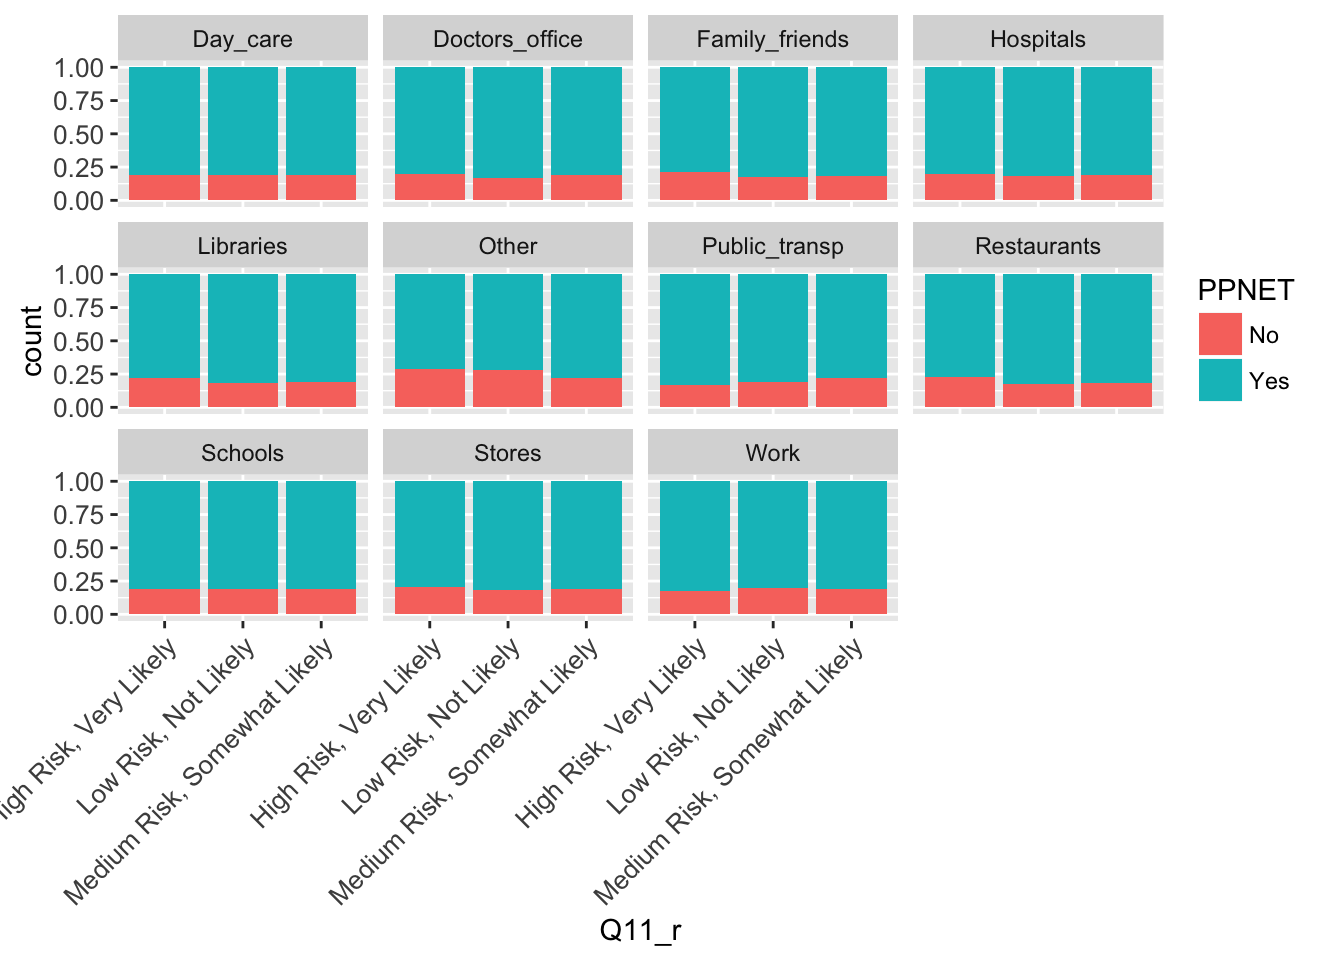 Day_care Doctors_office Family_friends Hospitals
1.00
0.75
0.50
0.25
0.00
Libraries Other Public_transp Restaurants
1.00
0.75
0.50
0.25
0.00
count
Schools Stores Work
1.00
0.75
0.50
0.25
0.00
igh Risk, Very Likely
Low Risk, Not Likely
Medium Risk, Somewhat Likely
High Risk, Very Likely
Low Risk, Not Likely
Medium Risk, Somewhat Likely
High Risk, Very Likely
Low Risk, Not Likely
Medium Risk, Somewhat Likely
Q11_r
PPNET
No
Yes